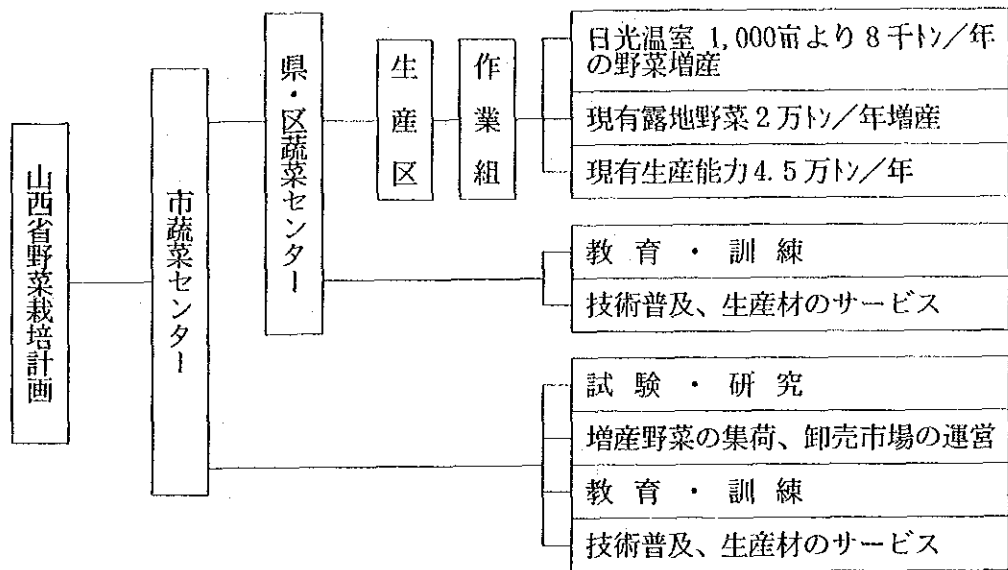 山西省野菜栽培計画
市蔬菜センター
県・区蔬菜センター
生産区
作業組
日光温室 1,000亩より 8千トン／年
の野菜増産
現有露地野菜 2 万トン／年増産
現有生産能力 4.5 万トン／年
教育・訓練
技術普及、生産材のサービス
試験・研究
増産野菜の集荷、卸売市場の運営
教育・訓練
技術普及、生産材のサービス